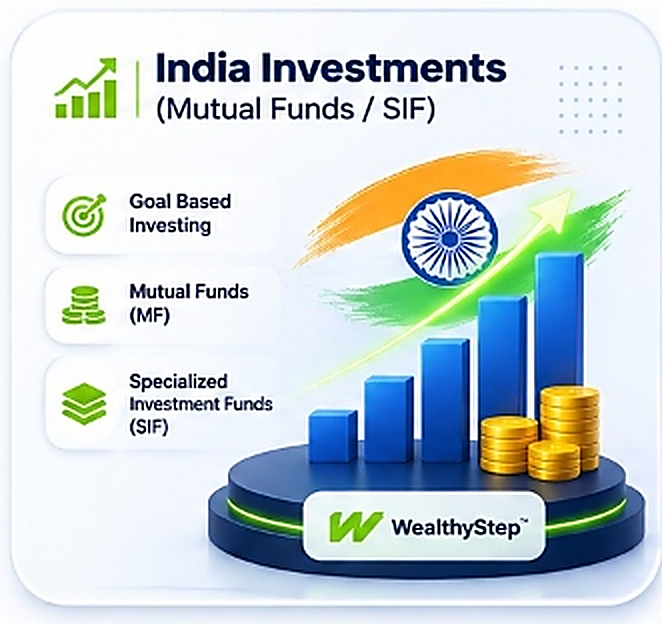 India Investments
(Mutual Funds / SIF)
Goal Based
Investing
Mutual Funds
(MF)
Specialized
Investment Funds
(SIF)
WealthyStep™